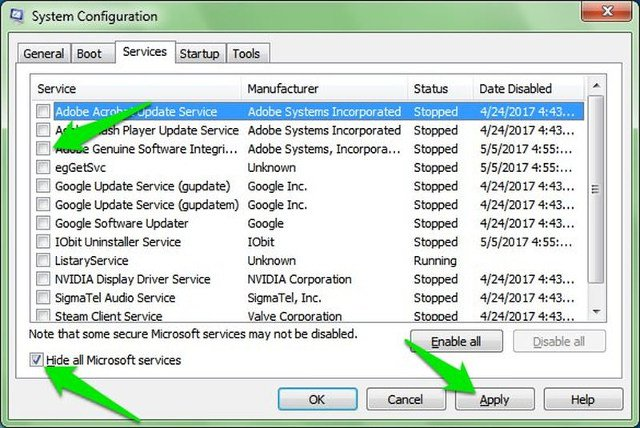 System Configuration
General Boot Services Startup Tools
Service Manufacturer Status Date Disabled
Adobe Acrobat Update Service Adobe Systems Incorporated Stopped 4/24/2017 4:43...
Player Update Service Adobe Systems Incorporated Stopped 4/24/2017 4:43...
Adobe Genuine Software Integri... Adobe Systems, Incorpora... Stopped 5/5/2017 4:55:...
egGetSvc Unknown Stopped 4/24/2017 4:43...
Google Update Service (gupdate) Google Inc. Stopped 4/24/2017 4:43...
Google Update Service (gupdatem) Google Inc. Stopped 4/24/2017 4:43...
Google Software Updater Google Stopped 4/24/2017 4:43...
IObit Uninstaller Service IObit Stopped 5/5/2017 4:55:...
ListaryService Unknown Running
NVIDIA Display Driver Service NVIDIA Corporation Stopped 4/24/2017 4:43...
SigmaTel Audio Service SigmaTel, Inc. Stopped 4/24/2017 4:43...
Steam Client Service Valve Corporation Stopped 4/24/2017 4:43...
Note that some secure Microsoft services may not be disabled.
Enable all Disable all
Hide all Microsoft services
OK Cancel Apply Help